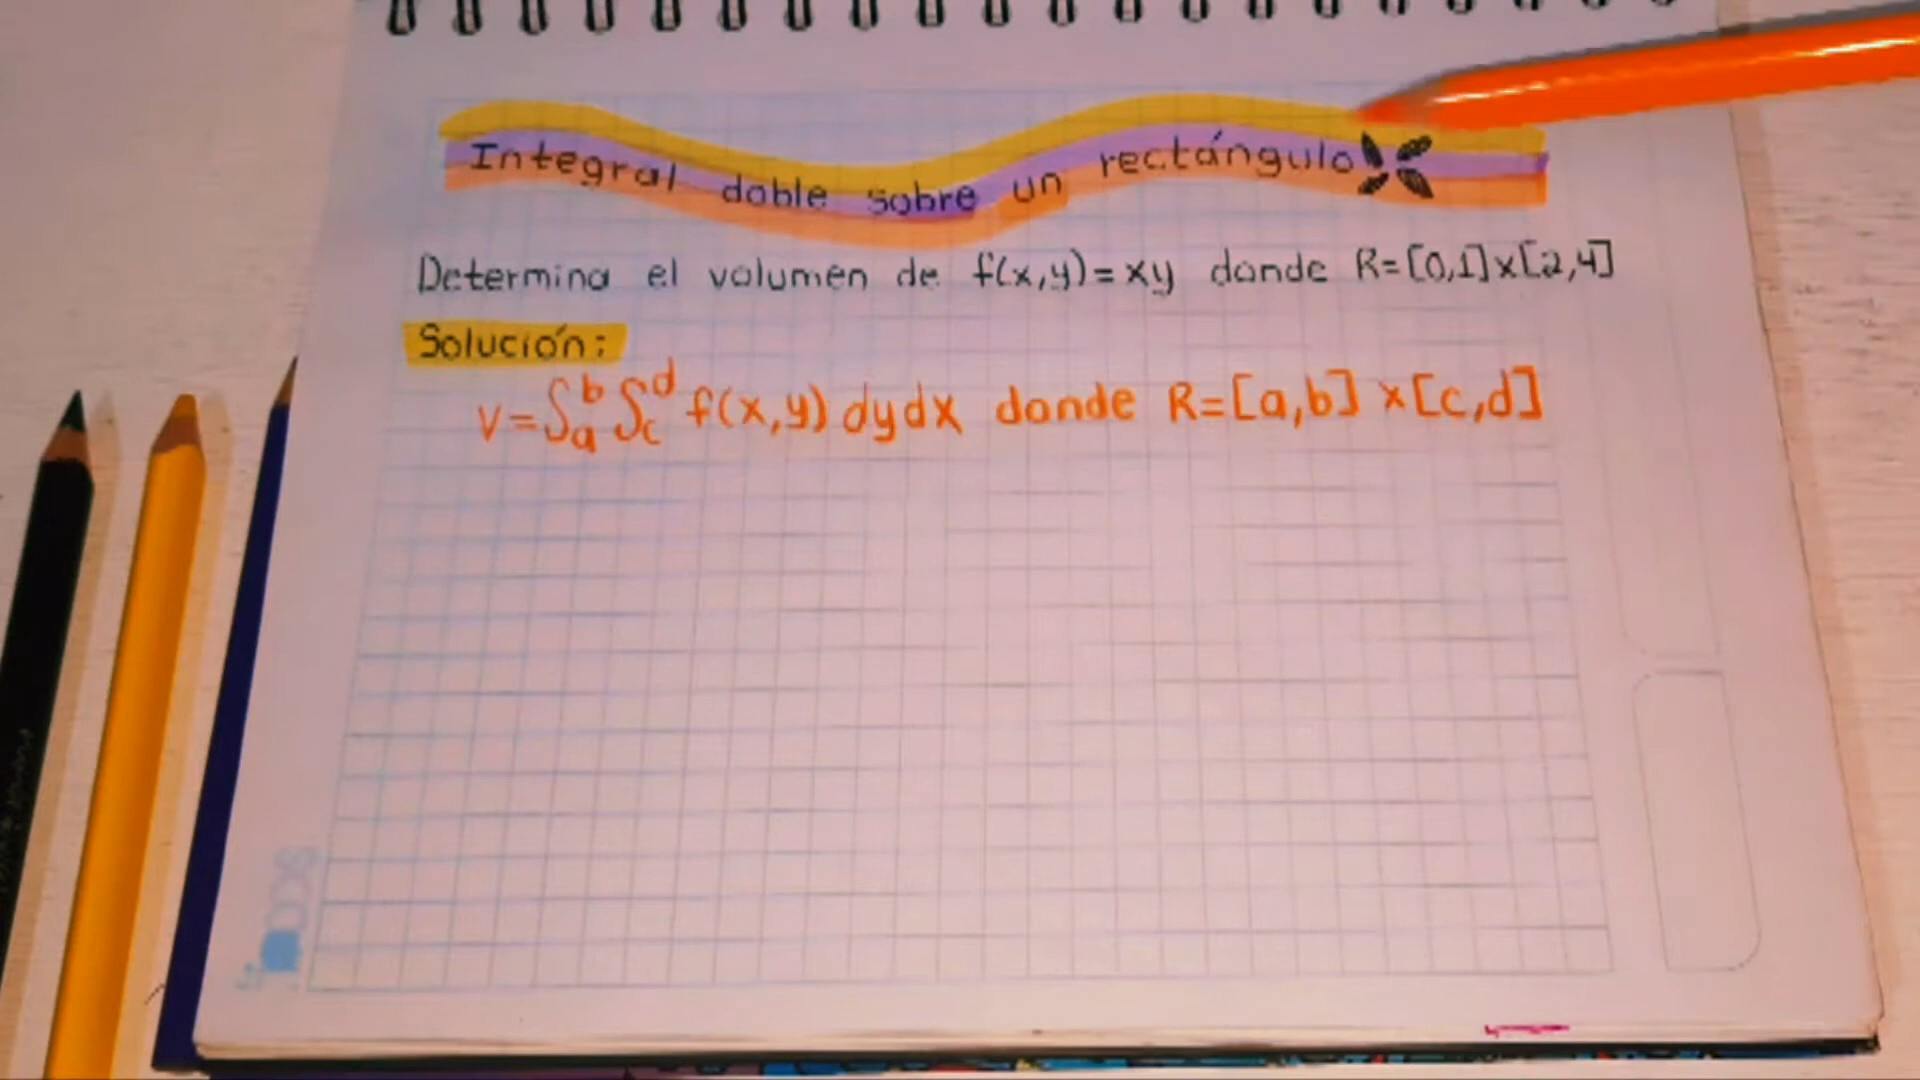 Integral doble sobre un rectángulo
Determina el volumen de f(x,y)=xy donde R=[0,1]x[2,4]
Solución:
V=∫ₐᵇ ∫_c^d f(x,y) dydx donde R=[a,b] x[c,d]